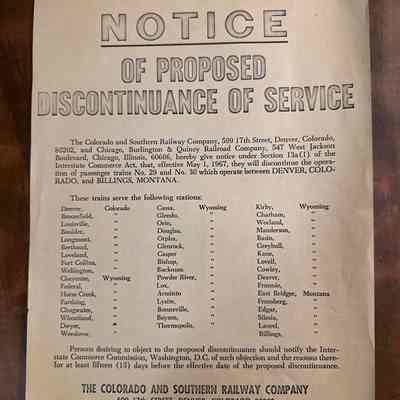 NOTICE
OF PROPOSED
DISCONTINUANCE OF SERVICE
The Colorado and Southern Railway Company, 509 17th Street, Denver, Colorado,
80202, and Chicago, Burlington & Quincy Railroad Company, 547 West Jackson
Boulevard, Chicago, Illinois, 60606, hereby give notice under Section 13a(1) of the
Interstate Commerce Act, that, effective May 1, 1967, they will discontinue the opera-
tion of passenger trains No. 29 and No. 30 which operate between DENVER, COLO-
RADO, and BILLINGS, MONTANA.
These trains serve the following stations:
Denver, Colorado Cassa, Wyoming Kirby, Wyoming
Broomfield, " Glendo, " Chatham, "
Louisville, " Orin, " Worland, "
Boulder, " Douglas, " Manderson, "
Longmont, " Orpha, " Basin, "
Berthoud, " Glenrock, " Greybull, "
Loveland, " Casper " Kane, "
Fort Collins, " Bishop, " Lovell, "
Wellington, " Bucknum, " Cowley, "
Cheyenne, Wyoming Powder River, " Deaver, "
Federal, " Lox, " Frannie, "
Horse Creek, " Arminto " East Bridger, Montana
Farthing, " Lysite, " Fromberg, "
Chugwater, " Bonneville, " Edgar, "
Wheatland, " Boysen, " Silesia, "
Dwyer, " Thermopolis, " Laurel, "
Wendover, " Billings, "
Persons desiring to object to the proposed discontinuance should notify the Inter-
state Commerce Commission, Washington, D.C. of such objection and the reasons there-
for at least fifteen (15) days before the effective date of the proposed discontinuance.
THE COLORADO AND SOUTHERN RAILWAY COMPANY
509 17TH STREET, DENVER, COLORADO 80202